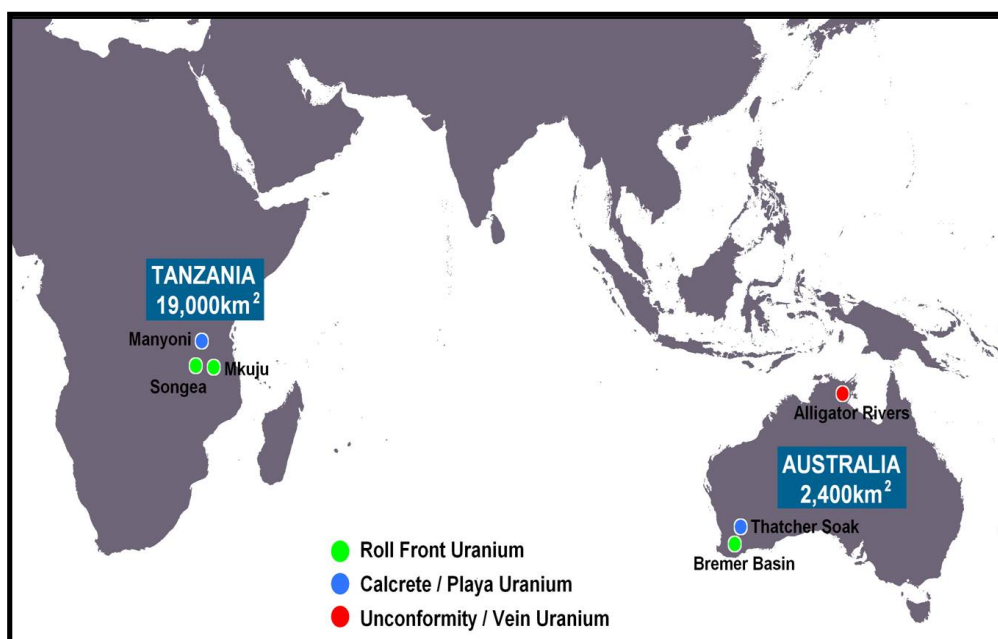 TANZANIA
19,000km²
Manyoni
Mkuju
Songea
Alligator Rivers
AUSTRALIA
2,400km²
Thatcher Soak
Bremer Basin
Roll Front Uranium
Calcrete / Playa Uranium
Unconformity / Vein Uranium